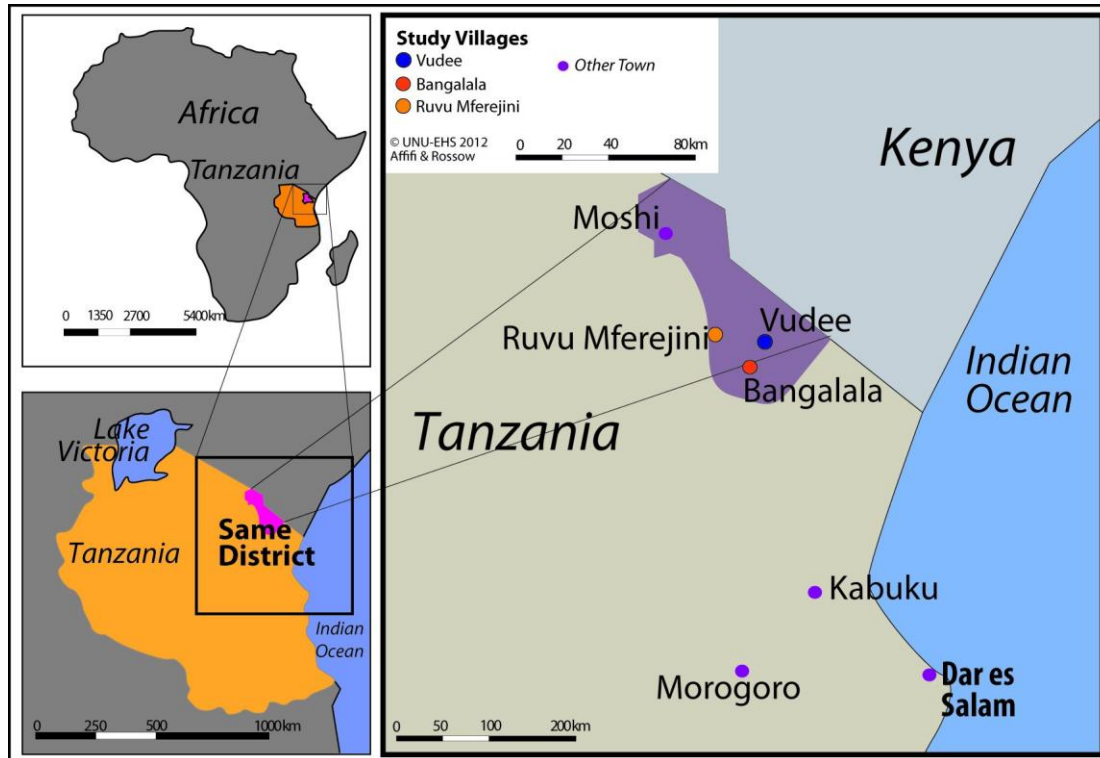 Africa
Tanzania
0 1350 2700 5400km
Lake
Victoria
Tanzania
Same
District
Indian
Ocean
0 250 500 1000km
Study Villages
Vudee
Bangalala
Ruvu Mferejini
Other Town
© UNU-EHS 2012
Affifi & Rossow
0 20 40 80km
Kenya
Moshi
Ruvu Mferejini
Vudee
Bangalala
Indian
Ocean
Tanzania
Kabuku
Morogoro
Dar es
Salam
0 50 100 200km